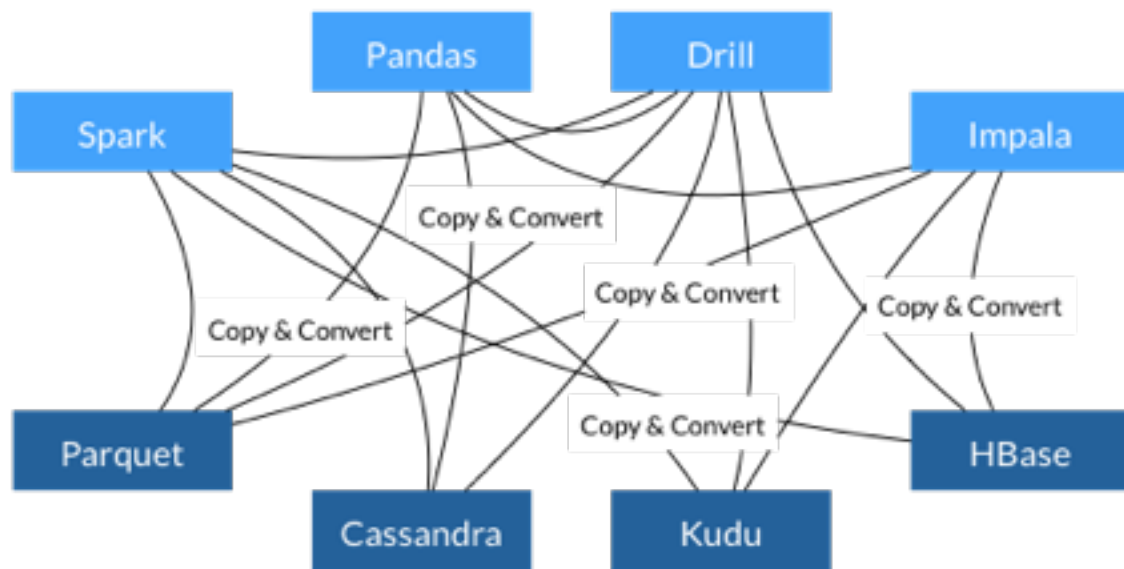 Pandas
Drill
Spark
Impala
Copy & Convert
Copy & Convert
Copy & Convert
Copy & Convert
Copy & Convert
Parquet
HBase
Cassandra
Kudu